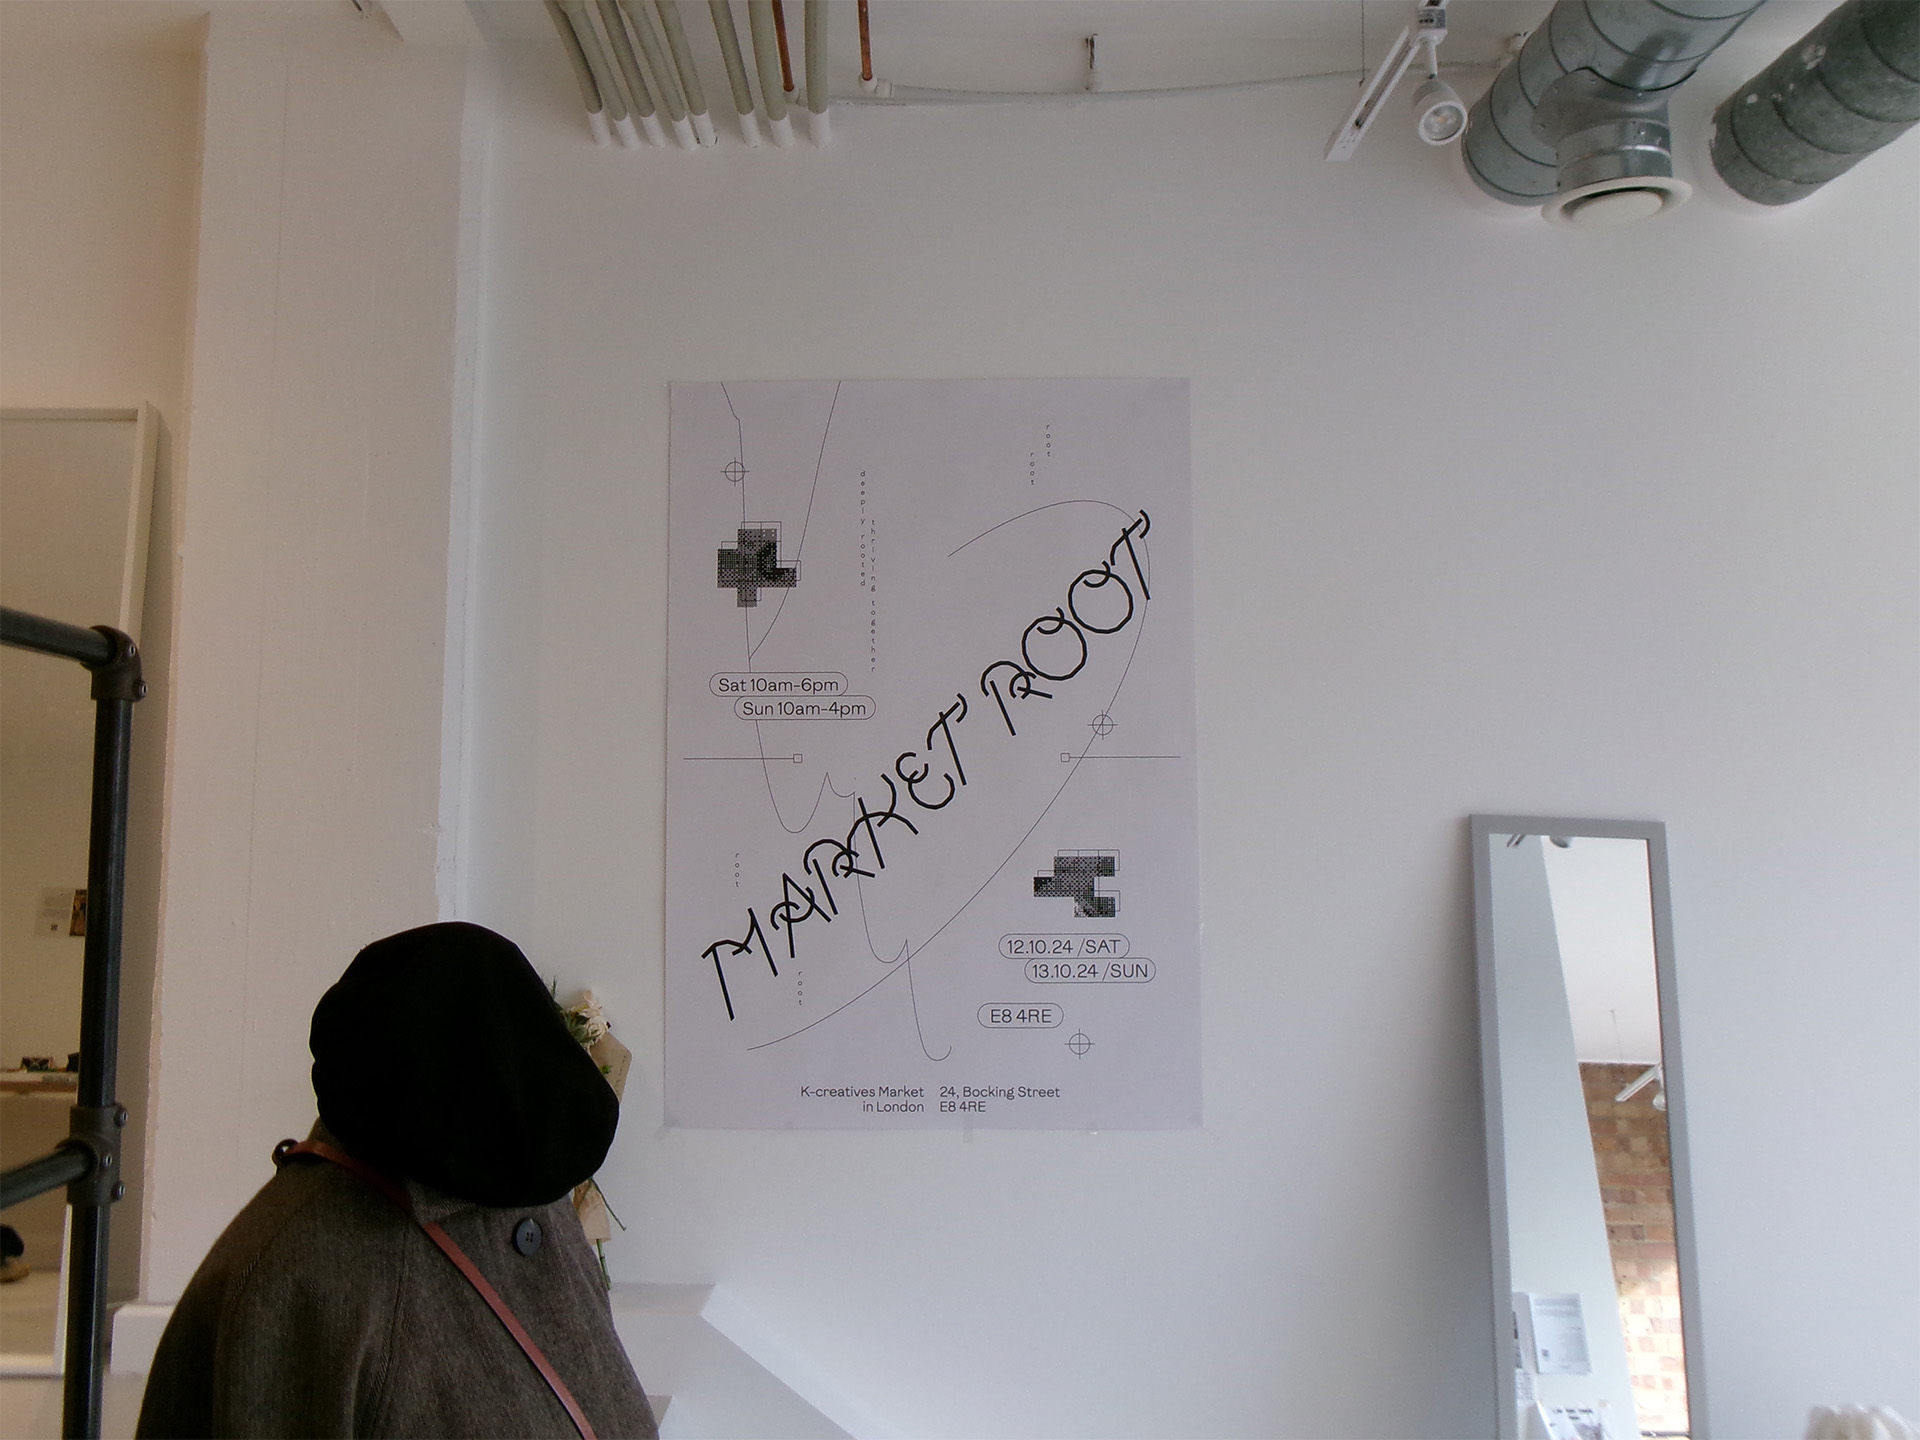 root
root
deeply rooted
thriving together
Sat 10am-6pm
Sun 10am-4pm
MARKET ROOT
root
root
12.10.24 /SAT
13.10.24 /SUN
E8 4RE
K-creatives Market
in London
24, Bocking Street
E8 4RE